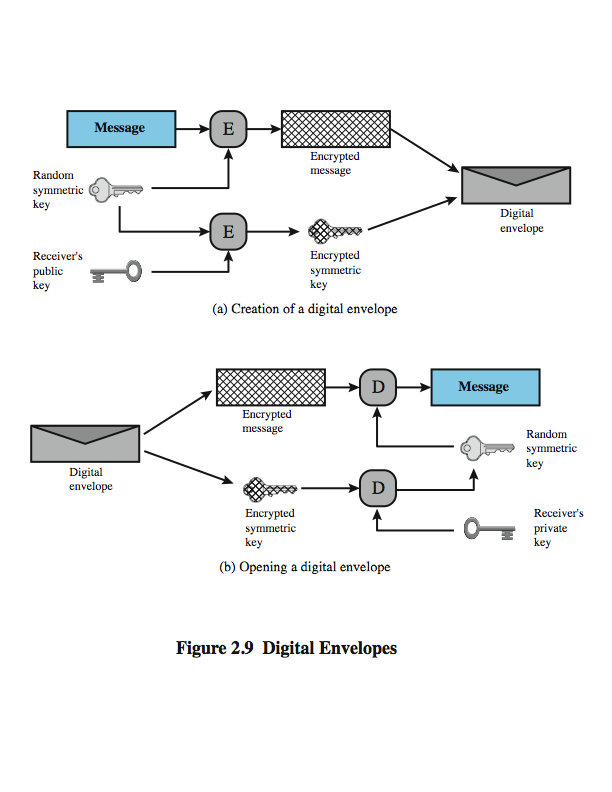 Message
E
Encrypted
message
Random
symmetric
key
Digital
envelope
E
Receiver's
public
key
Encrypted
symmetric
key
(a) Creation of a digital envelope
D
Message
Encrypted
message
Digital
envelope
Random
symmetric
key
D
Encrypted
symmetric
key
Receiver's
private
key
(b) Opening a digital envelope
Figure 2.9 Digital Envelopes